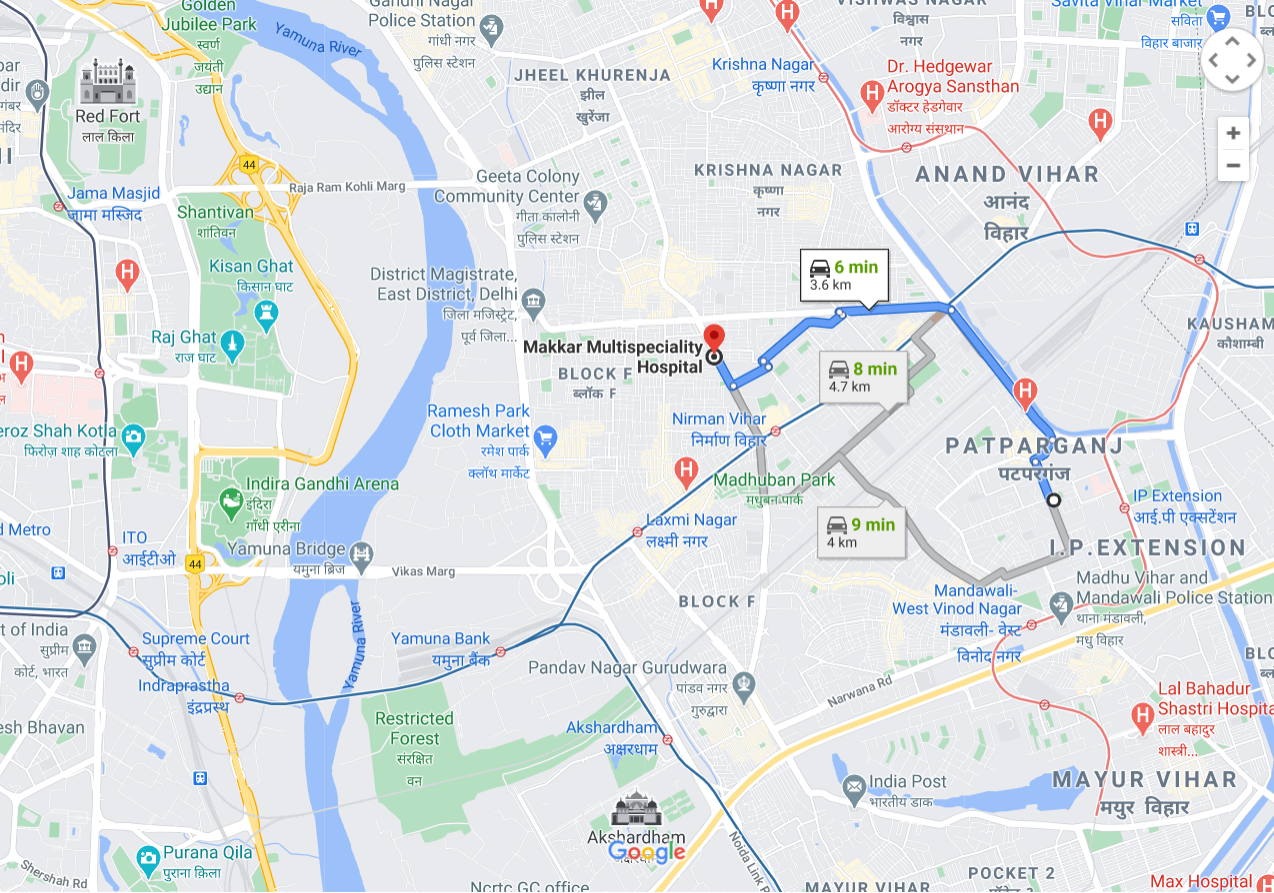 Golden
Jubilee Park
स्वर्ण
जयंती
उद्यान
Yamuna River
Gandhi Nagar
Police Station
गांधी नगर
पुलिस स्टेशन
VISHWAS NAGAR
विश्वास
नगर
Savita Vihar Market
सविता
विहार बाजार
Red Fort
लाल किला
JHEEL KHURENJA
झील
खुरेंजा
Krishna Nagar
कृष्णा नगर
Dr. Hedgewar
Arogya Sansthan
डॉक्टर हेडगेवार
आरोग्य संसथान
44
Raja Ram Kohli Marg
Geeta Colony
Community Center
गीता कालोनी
पुलिस स्टेशन
KRISHNA NAGAR
कृष्णा
नगर
ANAND VIHAR
आनंद
विहार
Jama Masjid
जामा मस्जिद
Shantivan
शांतिवन
Kisan Ghat
किसान घाट
District Magistrate,
East District, Delhi
जिला मजिस्ट्रेट,
पूर्व जिला...
6 min
3.6 km
Raj Ghat
राज घाट
KAUSHAM
कौशाम्बी
Makkar Multispeciality
Hospital
BLOCK F
ब्लॉक F
8 min
4.7 km
Ramesh Park
Cloth Market
रमेश पार्क
क्लॉथ मार्केट
Nirman Vihar
निर्माण विहार
eroz Shah Kotla
फिरोज़ शाह कोटला
PATPARGANJ
पटपरगंज
Indira Gandhi Arena
इंदिरा
गाँधी एरीना
Madhuban Park
मधुबन पार्क
IP Extension
आई.पी एक्सटेंशन
9 min
4 km
Laxmi Nagar
लक्ष्मी नगर
d Metro
ITO
आईटीओ
Yamuna Bridge
यमुना ब्रिज
44
Vikas Marg
I.P.EXTENSION
BLOCK F
Mandawali-
West Vinod Nagar
मंडावली- वेस्ट
विनोद नगर
Madhu Vihar and
Mandawali Police Station
थाना मंडावली,
मधु विहार
t of India
सुप्रीम
कोर्ट, भारत
Supreme Court
सुप्रीम कोर्ट
Yamuna River
Yamuna Bank
यमुना बैंक
Indraprastha
इंद्रप्रस्थ
Pandav Nagar Gurudwara
पांडव नगर
गुरुद्वारा
Narwana Rd
Lal Bahadur
Shastri Hospita
लाल बहादुर
शास्त्री...
esh Bhavan
Restricted
Forest
संरक्षित
वन
Akshardham
अक्षरधाम
India Post
भारतीय डाक
MAYUR VIHAR
मयुर विहार
Akshardham
Google
Noida Link R
Purana Qila
पुराना क़िला
Shershah Rd
Ncrtc GC office
MAYUR VIHAR
POCKET 2
Max Hospital